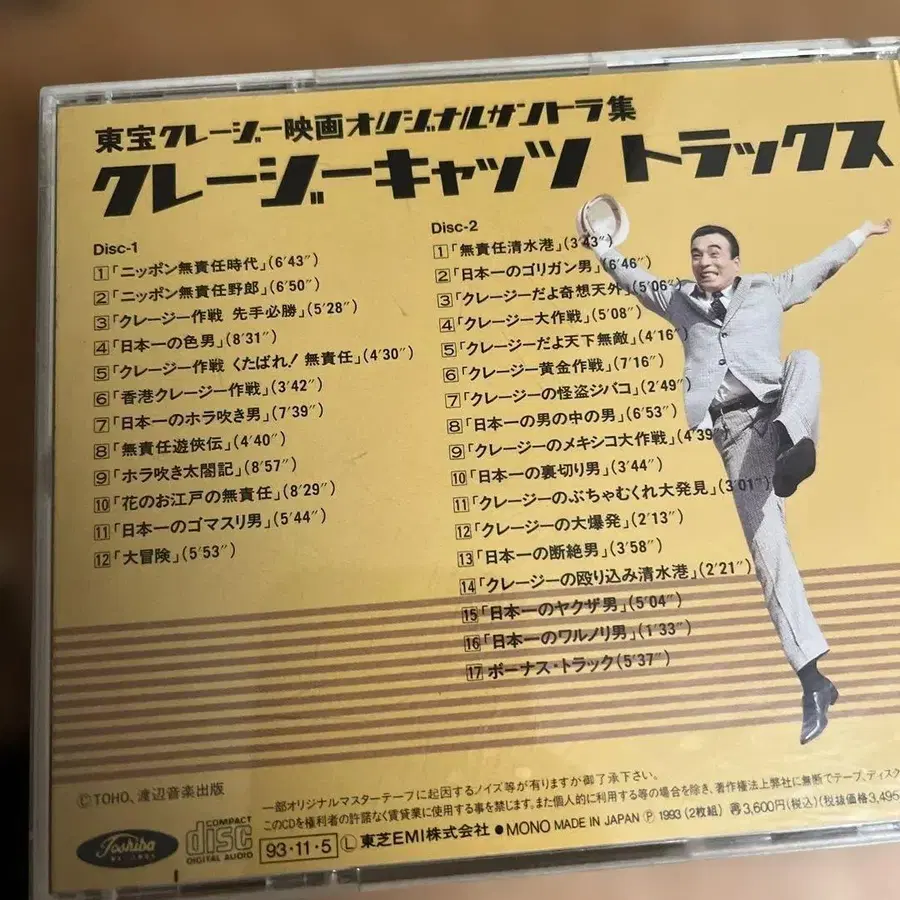 東宝クレージー映画オリジナルサントラ集
クレージーキャッツ トラックス
Disc-1
1「ニッポン無責任時代」(6'43")
2「ニッポン無責任野郎」(6'50")
3「クレージー作戦 先手必勝」(5'28")
4「日本一の色男」(8'31")
5「クレージー作戦 くたばれ!無責任」(4'30")
6「香港クレージー作戦」(3'42")
7「日本一のホラ吹き男」(7'39")
8「無責任遊侠伝」(4'40")
9「ホラ吹き太閤記」(8'57")
10「花のお江戸の無責任」(8'29")
11「日本一のゴマスリ男」(5'44")
12「大冒険」(5'53")
Disc-2
1「無責任清水港」(3'43")
2「日本一のゴリガン男」(6'46")
3「クレージーだよ奇想天外」(5'06")
4「クレージー大作戦」(5'08")
5「クレージーだよ天下無敵」(4'16"
6「クレージー黄金作戦」(7'16")
7「クレージーの怪盗ジバコ」(2'49")
8「日本一の男の中の男」(6'53")
9「クレージーのメキシコ大作戦」(4'39")
10「日本一の裏切り男」(3'44")
11「クレージーのぶちゃむくれ大発見」(3'01")
12「クレージーの大爆発」(2'13")
13「日本一の断絶男」(3'58")
14「クレージーの殴り込み清水港」(2'21")
15「日本一のヤクザ男」(5'04")
16「日本一のワルノリ男」(1'33")
17 ボーナス・トラック(5'37")
ⒸTOHO、渡辺音楽出版
一部オリジナルマスターテープに起因するノイズ等が有りますが御了承下さい。
このCDを権利者の許諾なく賃貸業に使用する事を禁じます。また個人的に利用する等の場合を除き、著作権法上弊社に無断でテープ、ディスク
Toshiba
COMPACT
disc
DIGITAL AUDIO
93・11・5 Ⓛ 東芝EMI株式会社 ●MONO MADE IN JAPAN Ⓟ 1993 (2枚組) 3,600円(税込)(税抜価格3,495